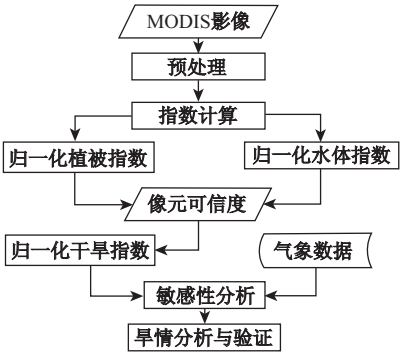 MODIS影像
预处理
指数计算
归一化植被指数
归一化水体指数
像元可信度
归一化干旱指数
气象数据
敏感性分析
旱情分析与验证